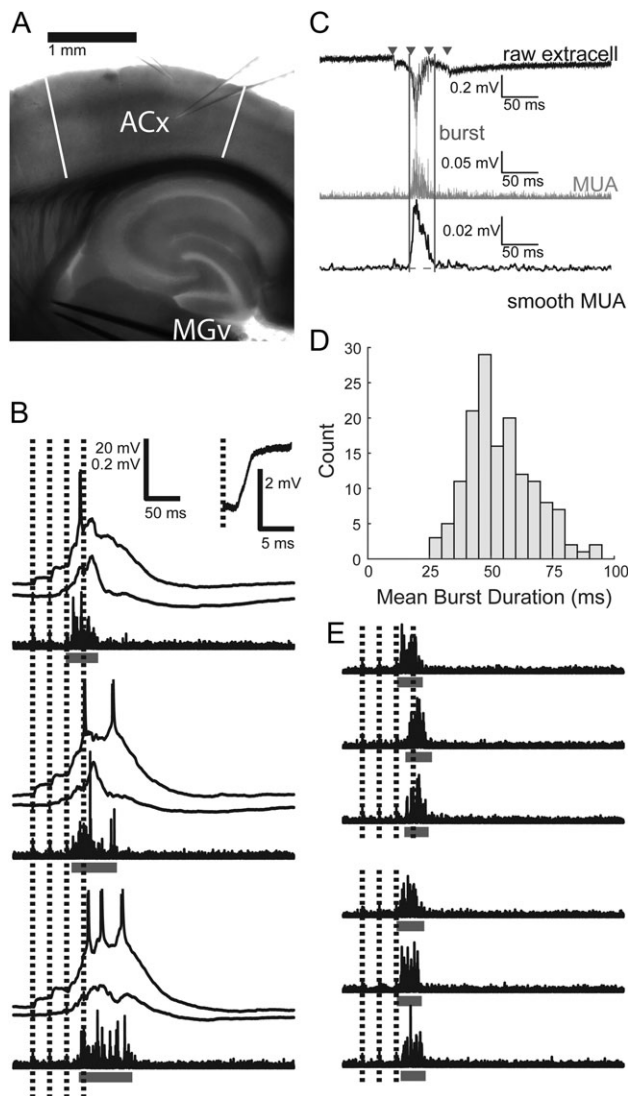 A
1 mm
ACx
MGv
B
20 mV
0.2 mV
50 ms
2 mV
5 ms
C
raw extracell
0.2 mV
50 ms
burst
0.05 mV
50 ms
MUA
0.02 mV
50 ms
smooth MUA
D
30
25
20
15
10
5
0
Count
0
25
50
75
100
Mean Burst Duration (ms)
E